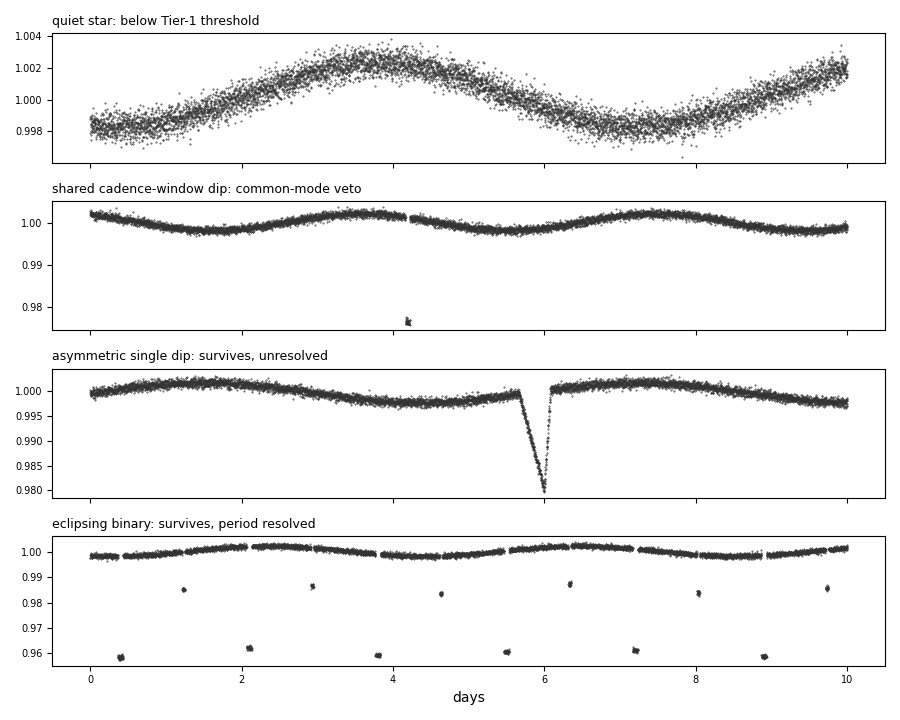 quiet star: below Tier-1 threshold
1.004
1.002
1.000
0.998
shared cadence-window dip: common-mode veto
1.00
0.99
0.98
asymmetric single dip: survives, unresolved
1.000
0.995
0.990
0.985
0.980
eclipsing binary: survives, period resolved
1.00
0.99
0.98
0.97
0.96
0 2 4 6 8 10
days